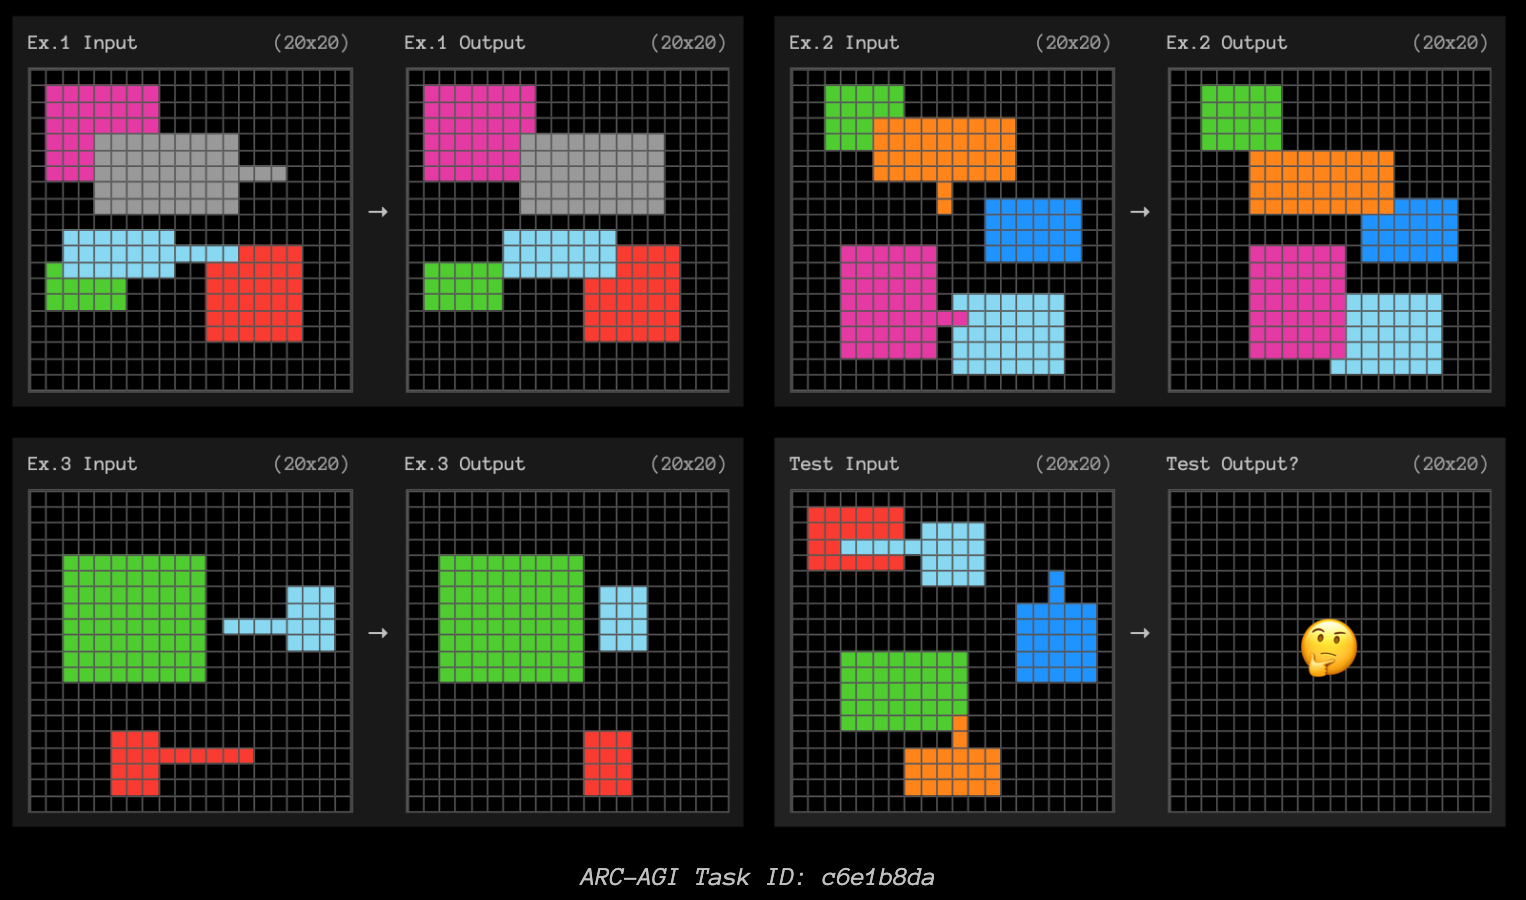 Ex.1 Input (20x20) Ex.1 Output (20x20) Ex.2 Input (20x20) Ex.2 Output (20x20)
→ →
Ex.3 Input (20x20) Ex.3 Output (20x20) Test Input (20x20) Test Output? (20x20)
→ →
ARC-AGI Task ID: c6e1b8da